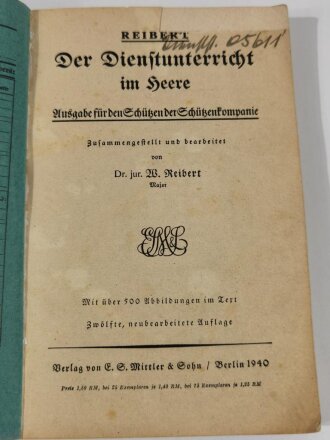 REIBERT
Der Dienstunterricht
im Heere
Ausgabe für den Schützen der Schützenkompanie
Zusammengestellt und bearbeitet
von
Dr. jur. W. Reibert
Major
Mit über 500 Abbildungen im Text
Zwölfte, neubearbeitete Auflage
Verlag von E. S. Mittler & Sohn / Berlin 1940